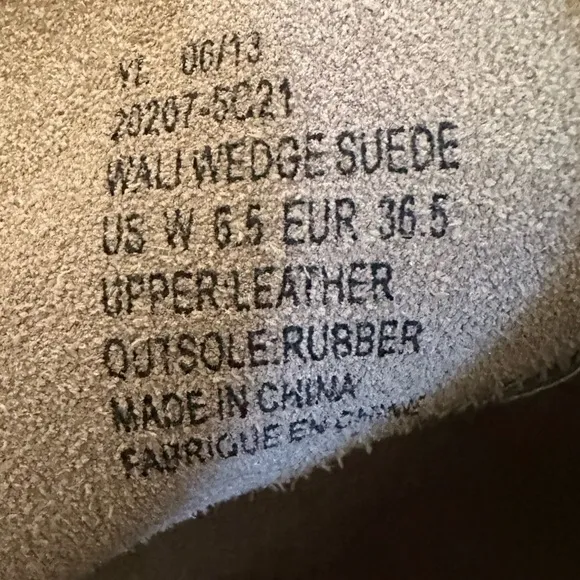 06/13
20207-5C21
WALI WEDGE SUEDE
US W 6.5 EUR 36.5
UPPER:LEATHER
OUTSOLE:RUBBER
MADE IN CHINA
FABRIQUE EN CHINE